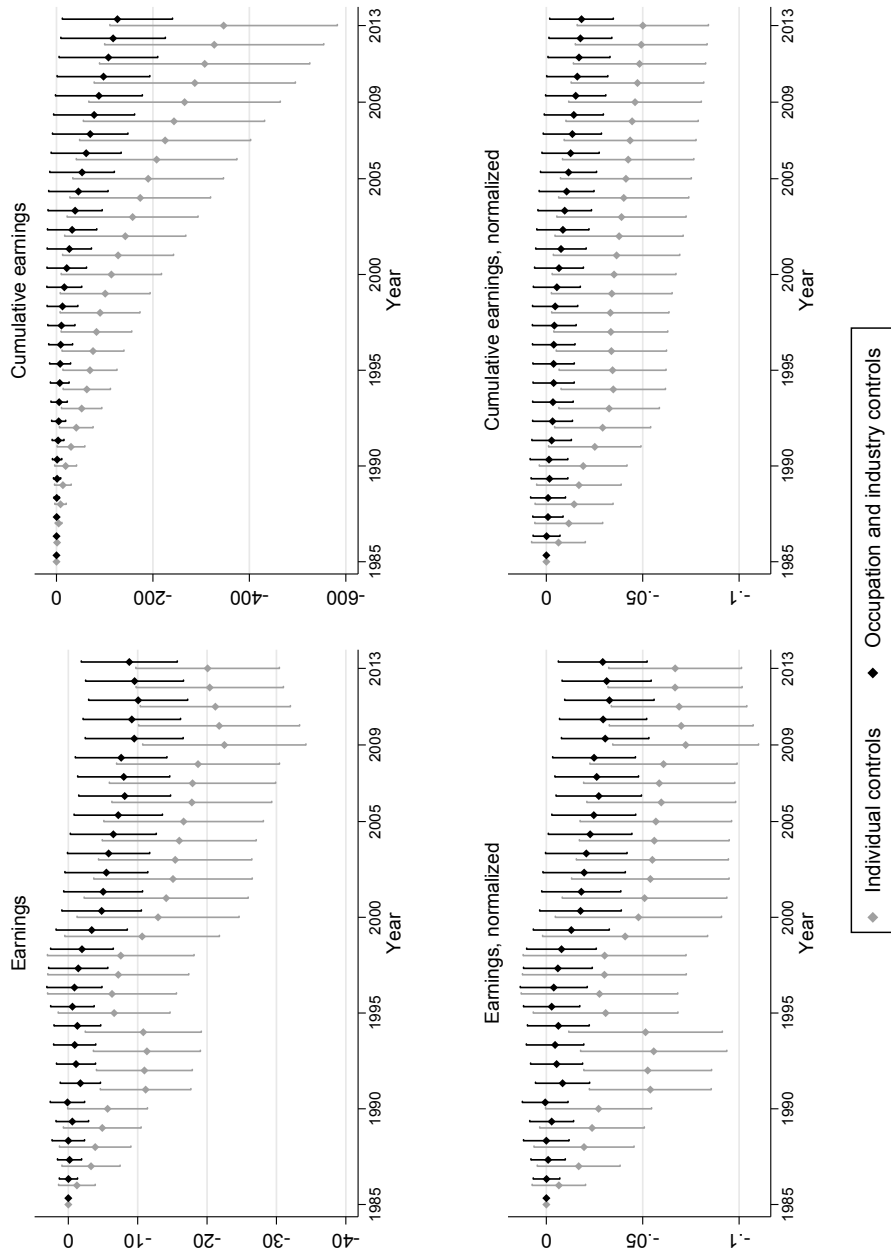 Earnings
0
-10
-20
-30
-40
1985 1990 1995 2000 2005 2009 2013
Year
Cumulative earnings
0
-200
-400
-600
1985 1990 1995 2000 2005 2009 2013
Year
Earnings, normalized
0
-.05
-.1
1985 1990 1995 2000 2005 2009 2013
Year
Cumulative earnings, normalized
0
-.05
-.1
1985 1990 1995 2000 2005 2009 2013
Year
Individual controls Occupation and industry controls